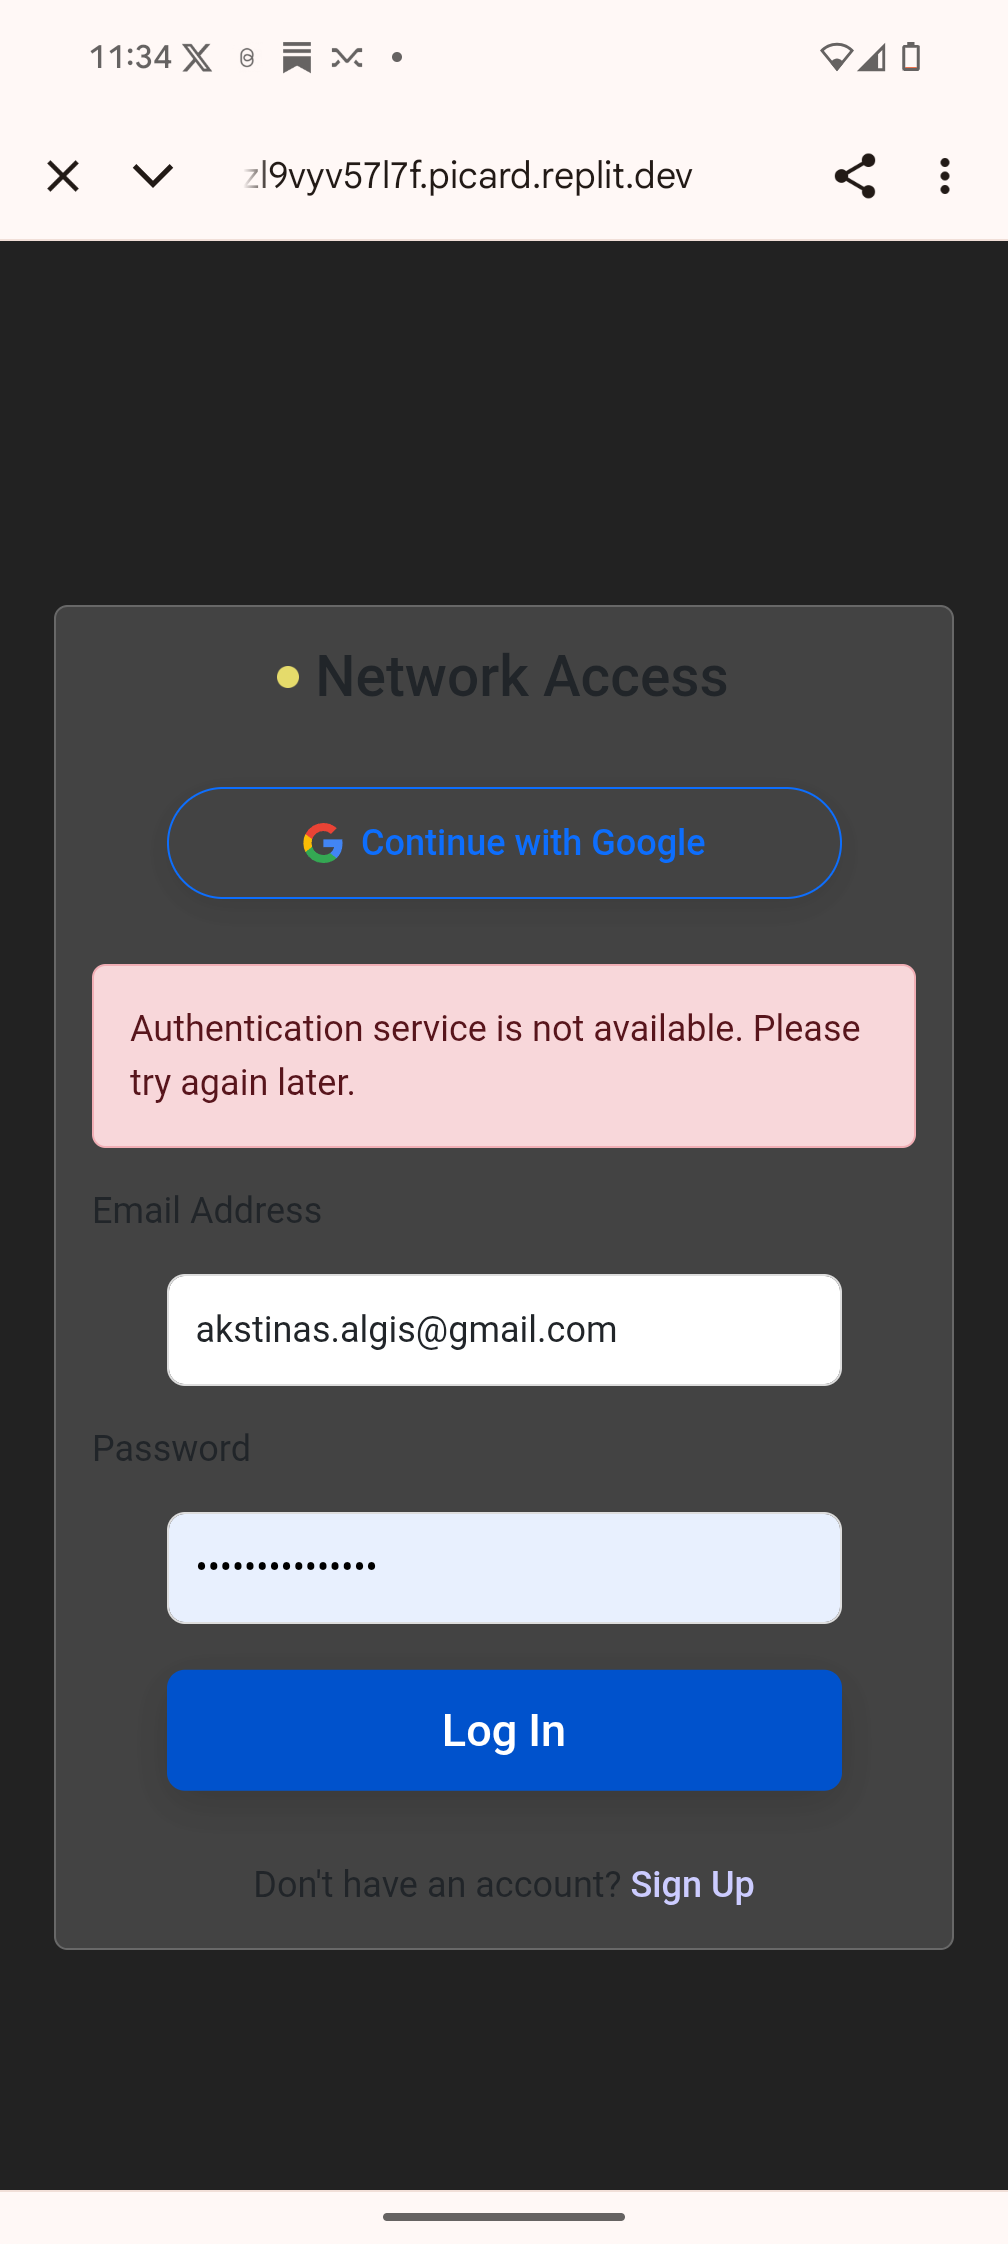 11:34
zl9vyv57l7f.picard.replit.dev
Network Access
Continue with Google
Authentication service is not available. Please
try again later.
Email Address
akstinas.algis@gmail.com
Password
•••••••••••••••
Log In
Don't have an account? Sign Up